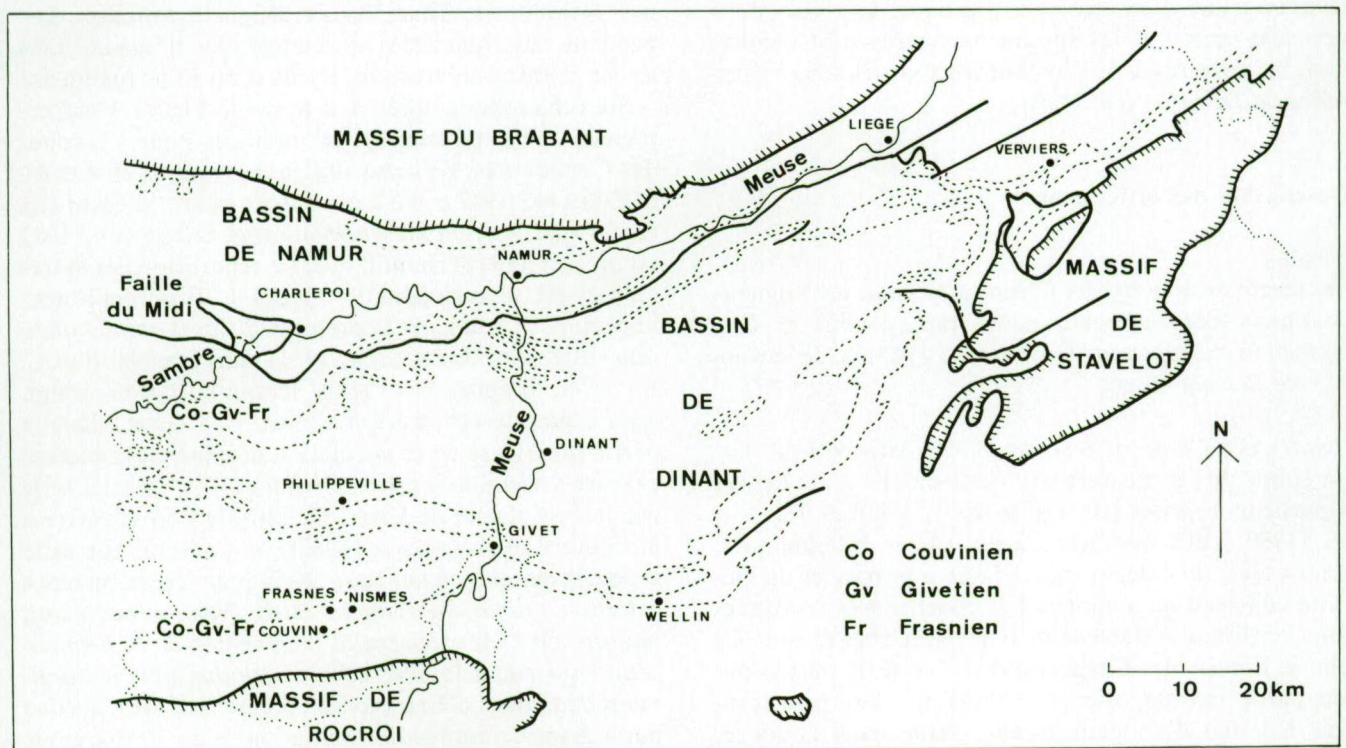 MASSIF DU BRABANT
LIEGE
VERVIERS
Meuse
BASSIN
DE NAMUR
NAMUR
Faille
du Midi
CHARLEROI
MASSIF
DE
STAVELOT
BASSIN
DE
DINANT
Sambre
Co-Gv-Fr
Meuse
DINANT
PHILIPPEVILLE
GIVET
N
FRASNES
NISMES
Co-Gv-Fr
COUVIN
WELLIN
Co Couvinien
Gv Givetien
Fr Frasnien
MASSIF DE
ROCROI
0 10 20km